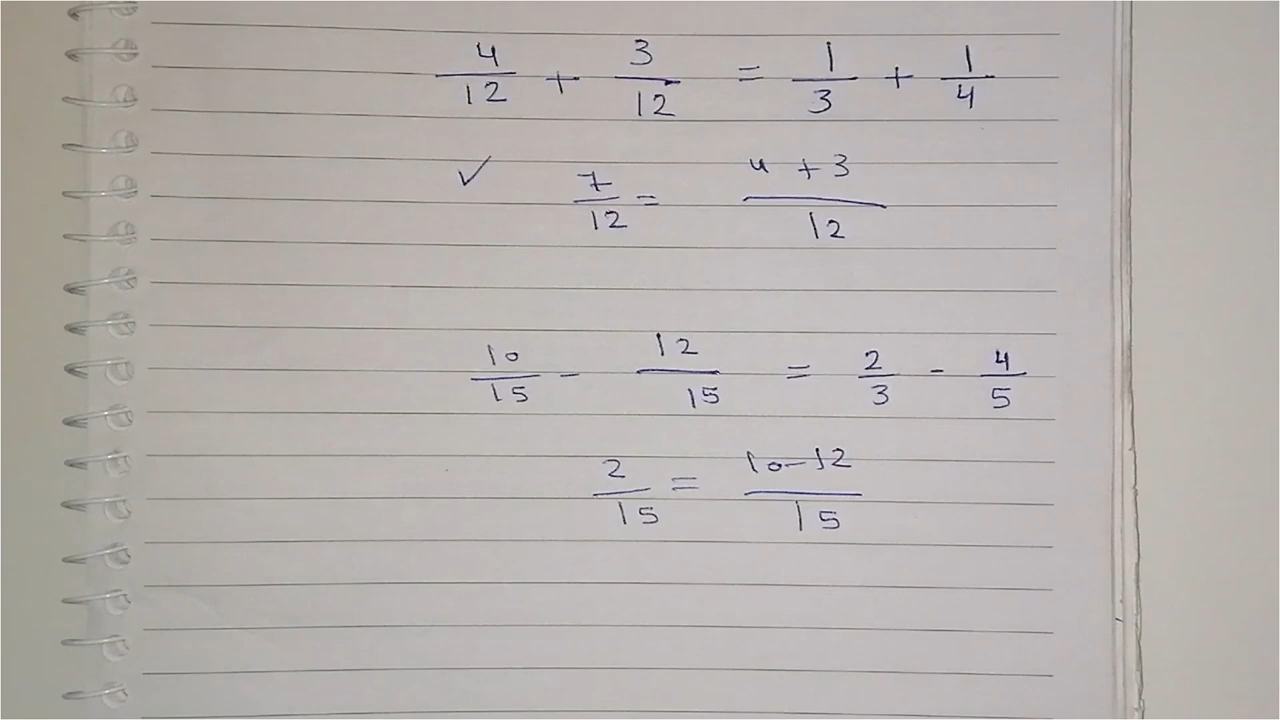 4/12 + 3/12 = 1/3 + 1/4
✓ 7/12 = 4 + 3/12
10/15 - 12/15 = 2/3 - 4/5
2/15 = 10-12/15